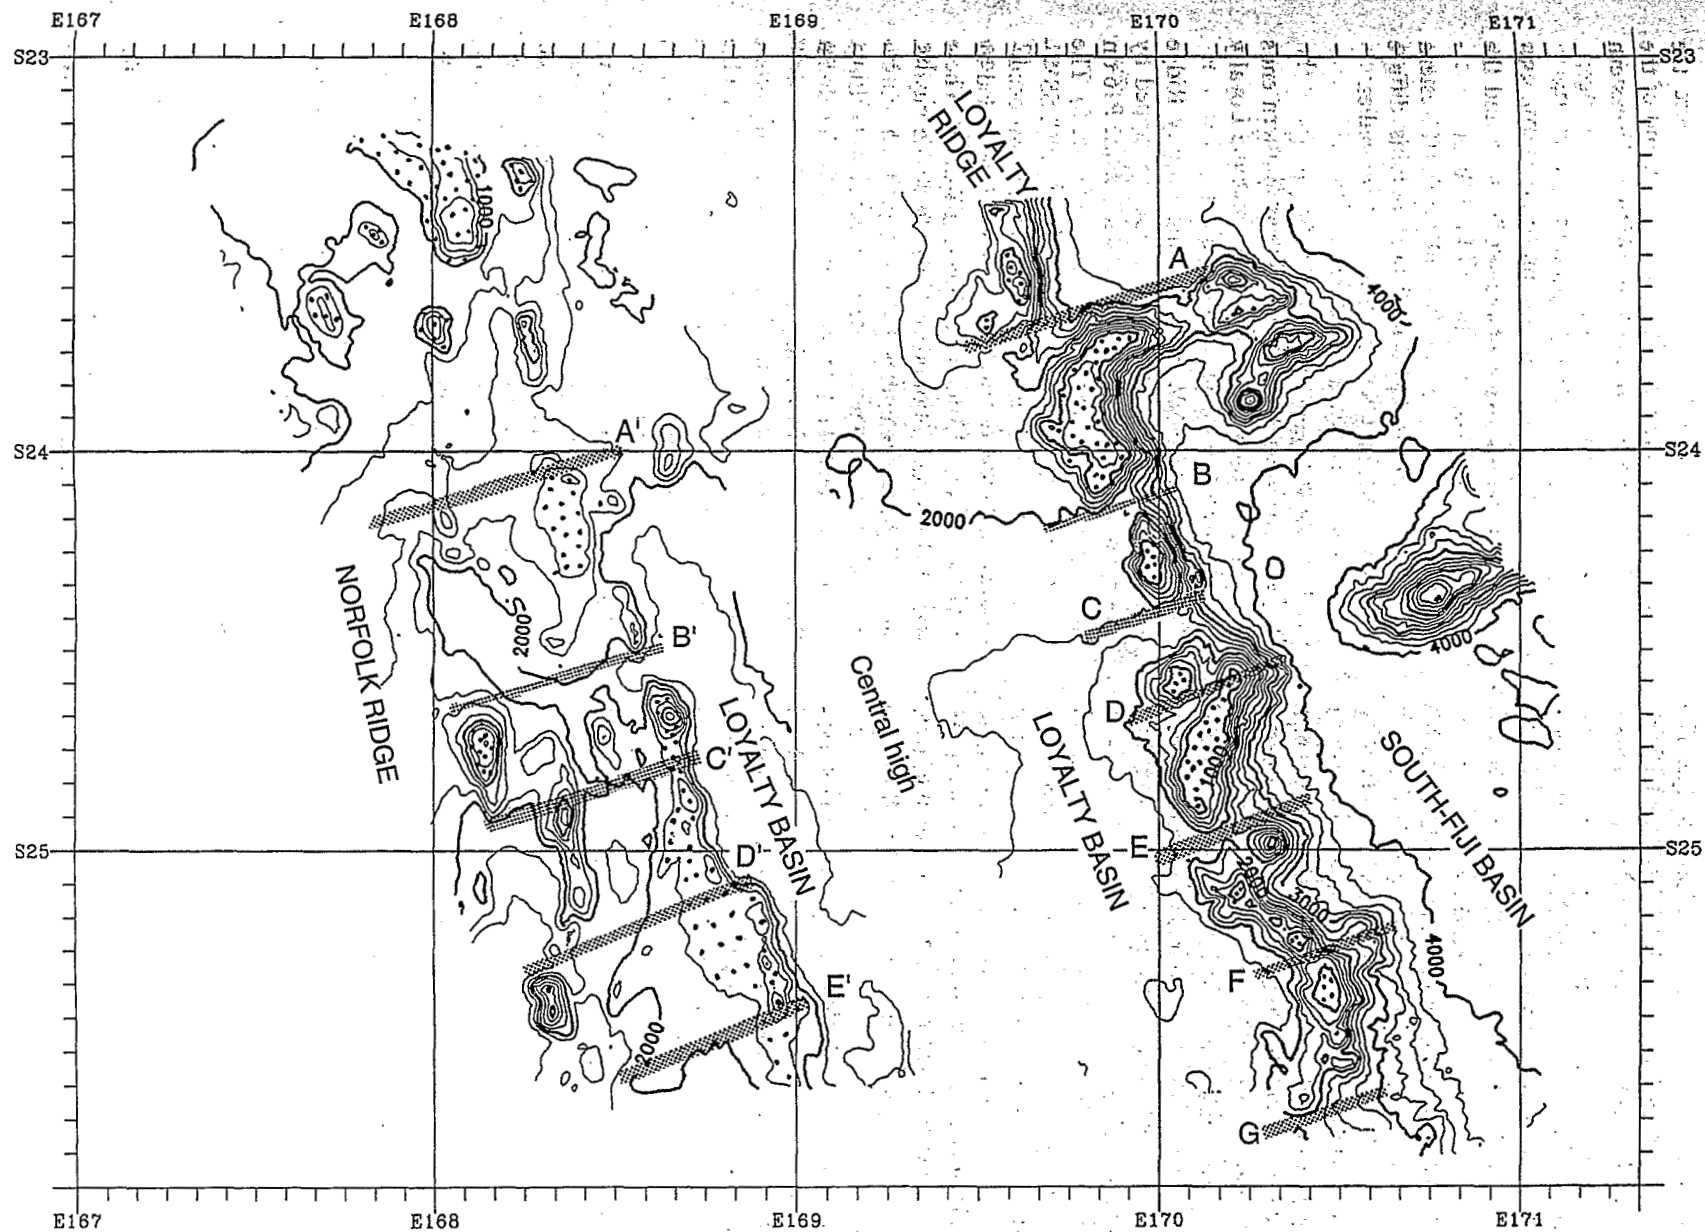 E167 E168 E169 E170 E171
S23 S23
LOYALTY
RIDGE
1000
A
4000
A'
S24 S24
B
2000
NORFOLK RIDGE
2000
C
B'
4000
Central high
D
LOYALTY BASIN
C'
LOYALTY BASIN
1000
SOUTH-FIJI BASIN
S25 S25
D'
E
2000
3000
4000
F
E'
2000
G
E167 E168 E169 E170 E171